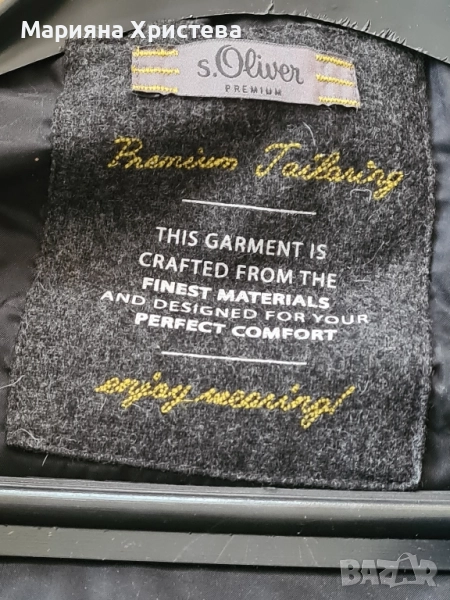 Марияна Христева
s.Oliver
PREMIUM
Premium Tailoring
THIS GARMENT IS
CRAFTED FROM THE
FINEST MATERIALS
AND DESIGNED FOR YOUR
PERFECT COMFORT
enjoy wearing!
BAZAR